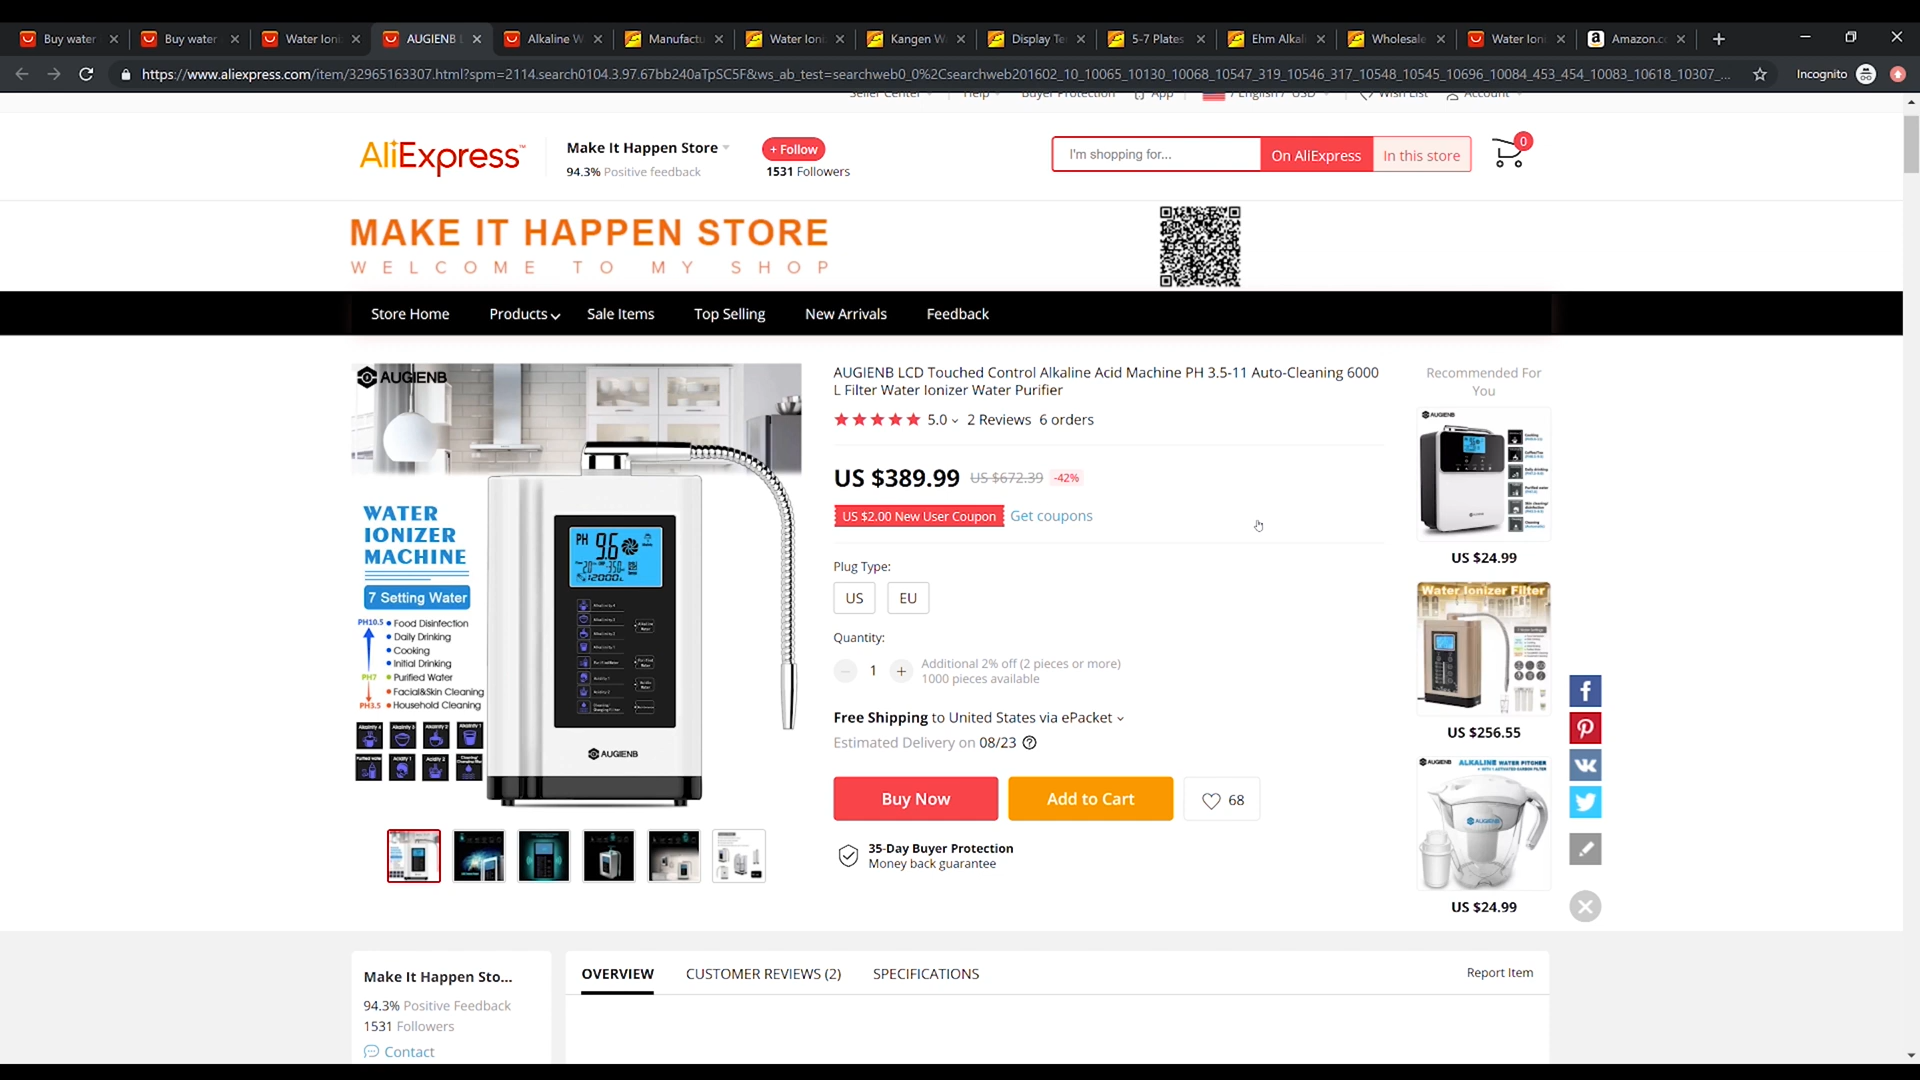 Buy water
Buy water
Water Ioni
AUGIENB L
Alkaline W
Manufactu
Water Ioni
Kangen W
Display Te
5-7 Plates
Ehm Alkal
Wholesale
Water Ioni
Amazon.c
https://www.aliexpress.com/item/32965163307.html?spm=2114.search0104.3.97.67bb240aTpSC5F&ws_ab_test=searchweb0_0%2Csearchweb201602_10_10065_10130_10068_10547_319_10546_317_10548_10545_10696_10084_453_454_10083_10618_10307_...
Incognito
Seller Center
Help
Buyer Protection
App
/ English / USD
Wish List
Account
AliExpress™
Make It Happen Store
94.3% Positive feedback
+ Follow
1531 Followers
I'm shopping for...
On AliExpress
In this store
0
MAKE IT HAPPEN STORE
WELCOME TO MY SHOP
Store Home
Products
Sale Items
Top Selling
New Arrivals
Feedback
AUGIENB
WATER
IONIZER
MACHINE
7 Setting Water
PH10.5
Food Disinfection
Daily Drinking
Cooking
Initial Drinking
PH7
Purified Water
Facial&Skin Cleaning
PH3.5
Household Cleaning
PH 9.6
12000L
AUGIENB
AUGIENB LCD Touched Control Alkaline Acid Machine PH 3.5-11 Auto-Cleaning 6000
L Filter Water Ionizer Water Purifier
5.0
2 Reviews
6 orders
US $389.99
US $672.39
-42%
US $2.00 New User Coupon
Get coupons
Plug Type:
US
EU
Quantity:
1
Additional 2% off (2 pieces or more)
1000 pieces available
Free Shipping to United States via ePacket
Estimated Delivery on 08/23
Buy Now
Add to Cart
68
35-Day Buyer Protection
Money back guarantee
Recommended For
You
AUGIENB
US $24.99
Water Ionizer Filter
US $256.55
AUGIENB
ALKALINE WATER PITCHER
AUGIENB
US $24.99
Make It Happen Sto...
94.3% Positive Feedback
1531 Followers
Contact
OVERVIEW
CUSTOMER REVIEWS (2)
SPECIFICATIONS
Report Item